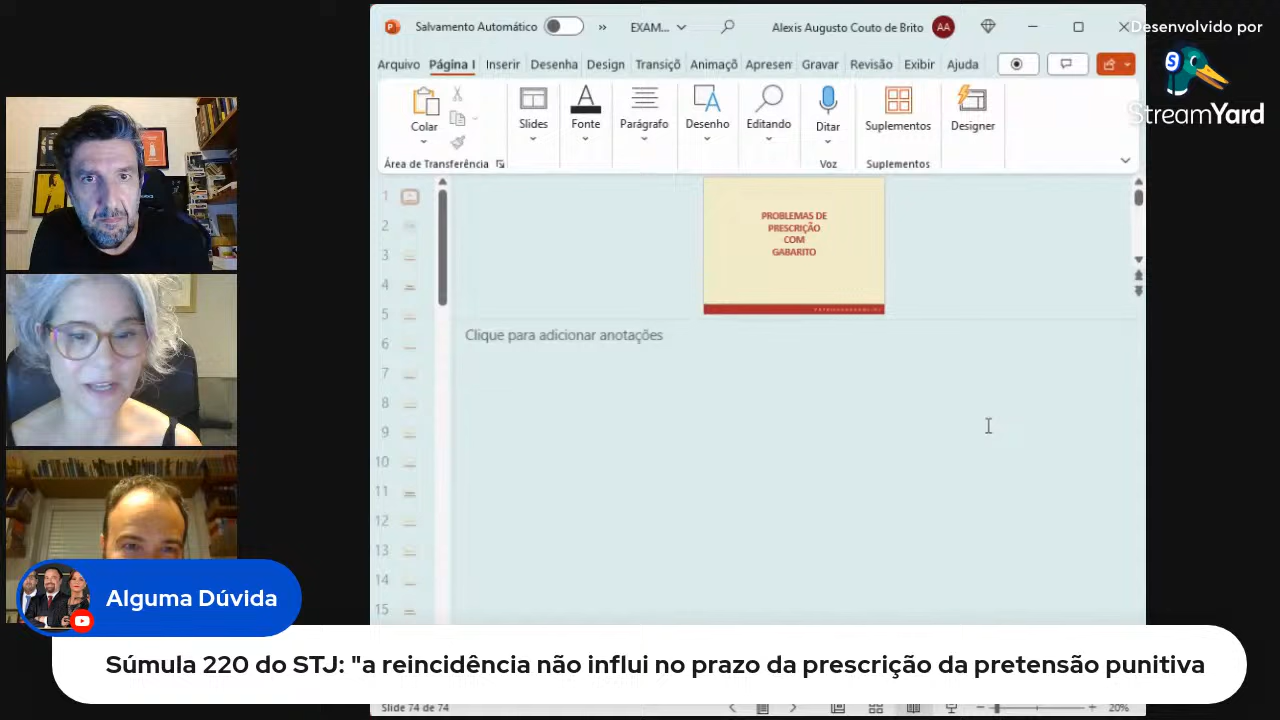 Salvamento Automático
»
EXAM...
Alexis Augusto Couto de Brito
AA
Desenvolvido por
StreamYard
Arquivo
Página I
Inserir
Desenha
Design
Transiçõ
Animaçõ
Apresen
Gravar
Revisão
Exibir
Ajuda
Colar
Slides
Fonte
Parágrafo
Desenho
Editando
Ditar
Suplementos
Designer
Área de Transferência
Voz
Suplementos
1
2
3
4
5
6
7
8
9
10
11
12
13
14
15
PROBLEMAS DE
PRESCRIÇÃO
COM
GABARITO
Clique para adicionar anotações
Alguma Dúvida
Súmula 220 do STJ: "a reincidência não influi no prazo da prescrição da pretensão punitiva
Slide 74 de 74
20%